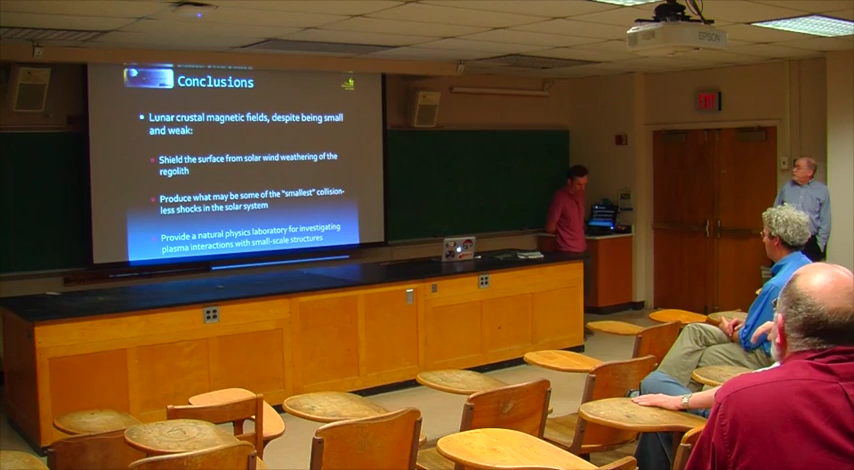 EPSON
Conclusions
Lunar crustal magnetic fields, despite being small
and weak:
Shield the surface from solar wind weathering of the
regolith
Produce what may be some of the "smallest" collision-
less shocks in the solar system
Provide a natural physics laboratory for investigating
plasma interactions with small-scale structures
EXIT